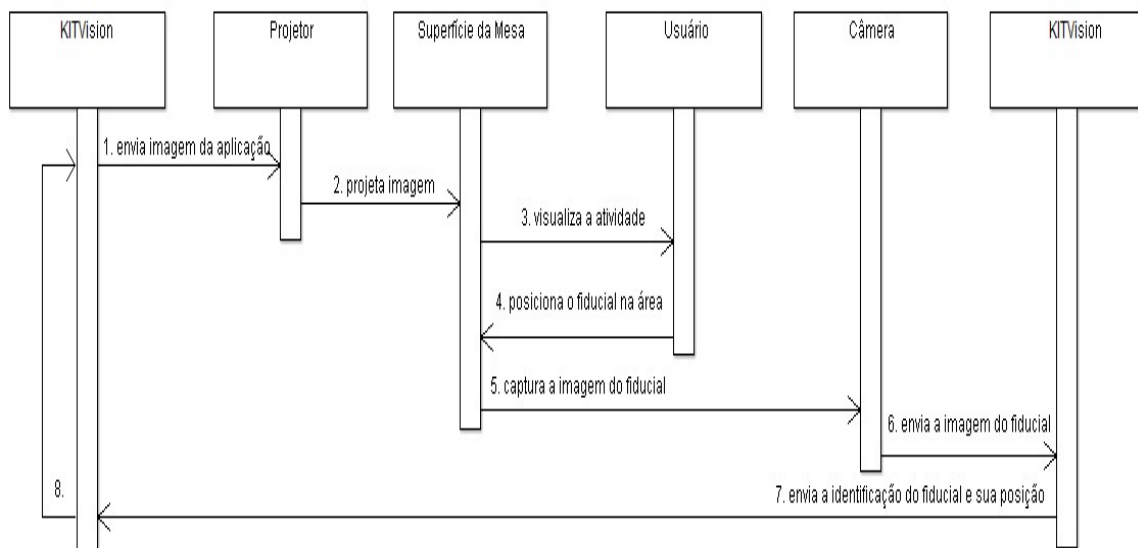 KITVision
Projetor
Superfície da Mesa
Usuário
Câmera
KITVision
1. envia imagem da aplicação
2. projeta imagem
3. visualiza a atividade
4. posiciona o fiducial na área
5. captura a imagem do fiducial
6. envia a imagem do fiducial
7. envia a identificação do fiducial e sua posição
8.